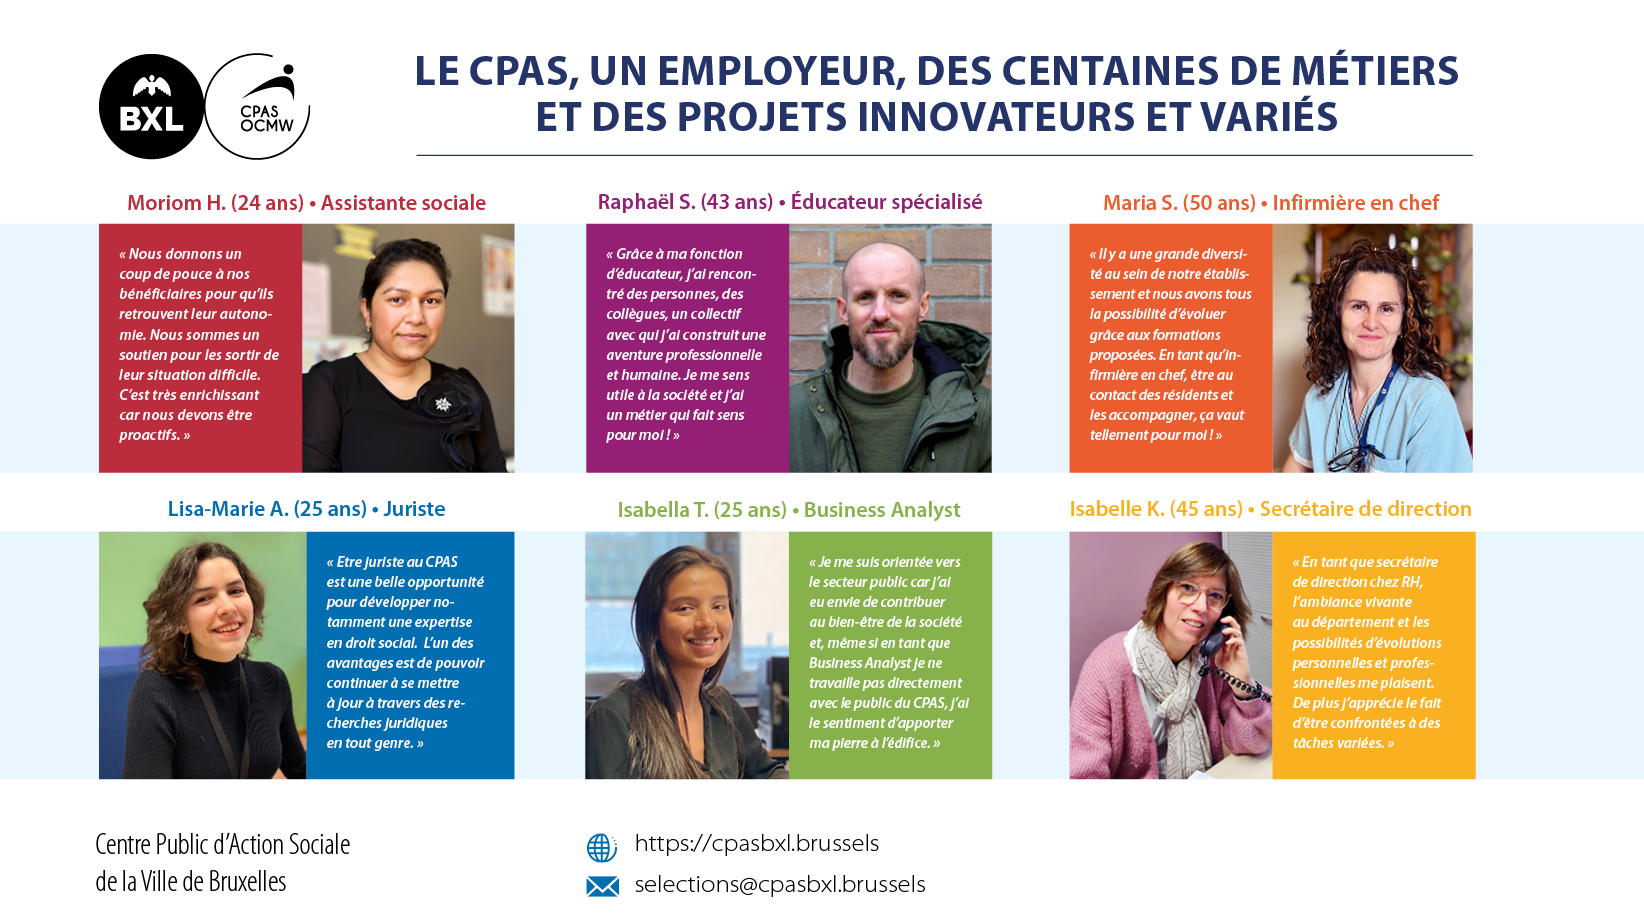 BXL
CPAS
OCMW
LE CPAS, UN EMPLOYEUR, DES CENTAINES DE MÉTIERS
ET DES PROJETS INNOVATEURS ET VARIÉS
Moriom H. (24 ans) • Assistante sociale
« Nous donnons un
coup de pouce à nos
bénéficiaires pour qu’ils
retrouvent leur autono-
mie. Nous sommes un
soutien pour les sortir de
leur situation difficile.
C’est très enrichissant
car nous devons être
proactifs. »
Raphaël S. (43 ans) • Éducateur spécialisé
« Grâce à ma fonction
d’éducateur, j’ai rencon-
tré des personnes, des
collègues, un collectif
avec qui j’ai construit une
aventure professionnelle
et humaine. Je me sens
utile à la société et j’ai
un métier qui fait sens
pour moi ! »
Maria S. (50 ans) • Infirmière en chef
« Il y a une grande diversi-
té au sein de notre établis-
sement et nous avons tous
la possibilité d’évoluer
grâce aux formations
proposées. En tant qu’in-
firmière en chef, être au
contact des résidents et
les accompagner, ça vaut
tellement pour moi ! »
Lisa-Marie A. (25 ans) • Juriste
« Etre juriste au CPAS
est une belle opportunité
pour développer no-
tamment une expertise
en droit social.  L’un des
avantages est de pouvoir
continuer à se mettre
à jour à travers des re-
cherches juridiques
en tout genre. »
Isabella T. (25 ans) • Business Analyst
« Je me suis orientée vers
le secteur public car j’ai
eu envie de contribuer
au bien-être de la société
et, même si en tant que
Business Analyst je ne
travaille pas directement
avec le public du CPAS, j’ai
le sentiment d’apporter
ma pierre à l’édifice. »
Isabelle K. (45 ans) • Secrétaire de direction
« En tant que secrétaire
de direction chez RH,
l’ambiance vivante
au département et les
possibilités d’évolutions
personnelles et profes-
sionnelles me plaisent.
De plus j’apprécie le fait
d’être confrontées à des
tâches variées. »
Centre Public d’Action Sociale
de la Ville de Bruxelles
https://cpasbxl.brussels
selections@cpasbxl.brussels